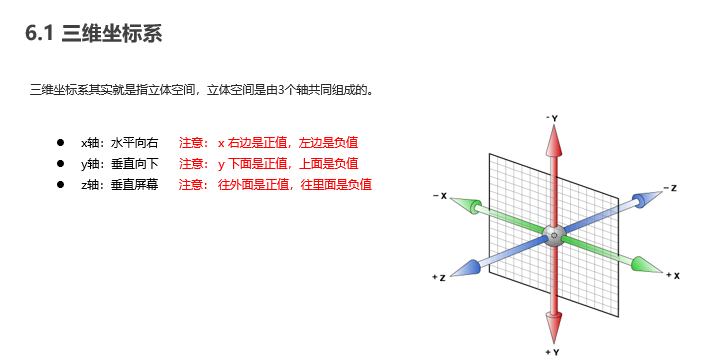 6.1 三维坐标系
三维坐标系其实就是指立体空间，立体空间是由3个轴共同组成的。
x轴：水平向右 注意： x 右边是正值，左边是负值
y轴：垂直向下 注意： y 下面是正值，上面是负值
z轴：垂直屏幕 注意： 往外面是正值，往里面是负值
-Y
-X
-Z
+Z
+X
+Y